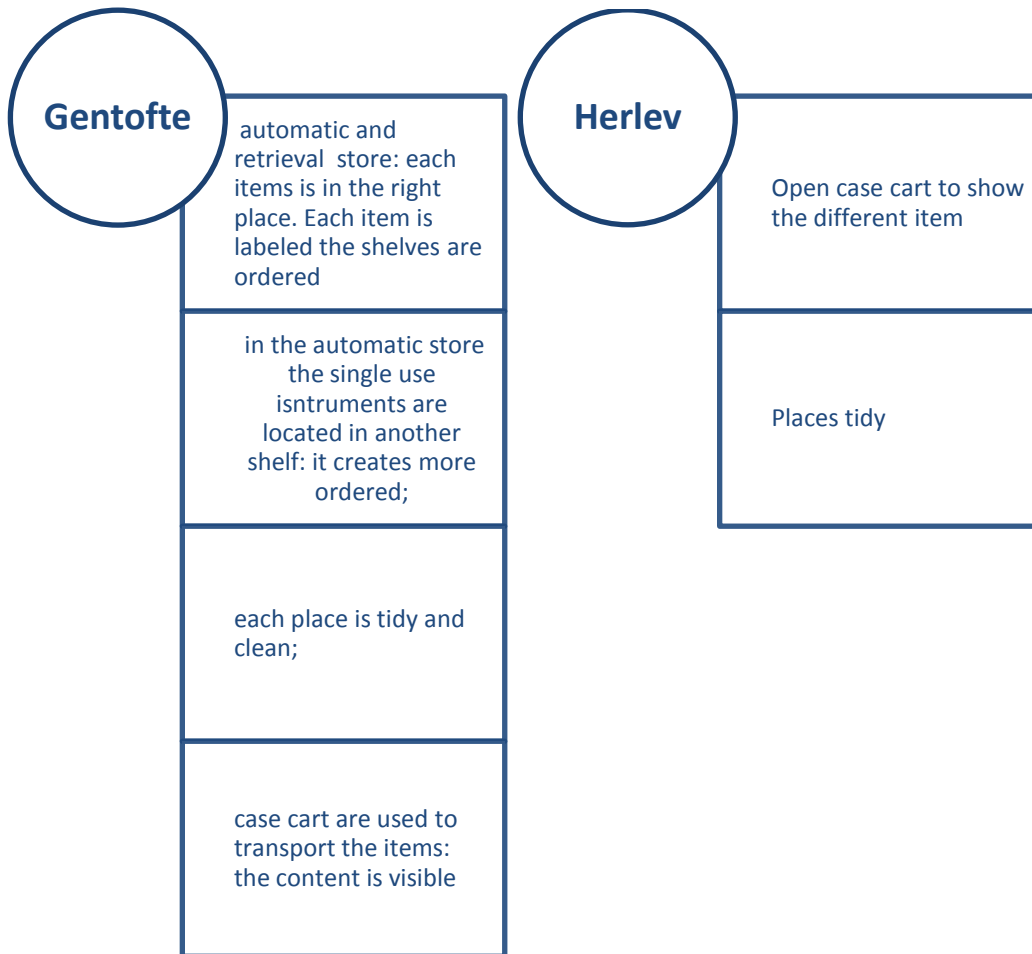 Gentofte
automatic and
retrieval store: each
items is in the right
place. Each item is
labeled the shelves are
ordered
in the automatic store
the single use
isntruments are
located in another
shelf: it creates more
ordered;
each place is tidy and
clean;
case cart are used to
transport the items:
the content is visible
Herlev
Open case cart to show
the different item
Places tidy